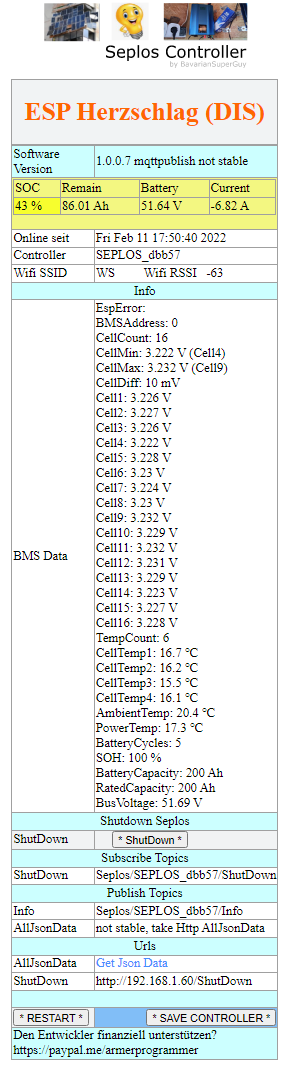 Seplos Controller
by BavarianSuperGuy
ESP Herzschlag (DIS)
Software Version 1.0.0.7 mqttpublish not stable
SOC Remain Battery Current
43 % 86.01 Ah 51.64 V -6.82 A
Online seit Fri Feb 11 17:50:40 2022
Controller SEPLOS_dbb57
Wifi SSID WS Wifi RSSI -63
Info
BMS Data
EspError:
BMSAddress: 0
CellCount: 16
CellMin: 3.222 V (Cell4)
CellMax: 3.232 V (Cell9)
CellDiff: 10 mV
Cell1: 3.226 V
Cell2: 3.227 V
Cell3: 3.226 V
Cell4: 3.222 V
Cell5: 3.228 V
Cell6: 3.23 V
Cell7: 3.224 V
Cell8: 3.23 V
Cell9: 3.232 V
Cell10: 3.229 V
Cell11: 3.232 V
Cell12: 3.231 V
Cell13: 3.229 V
Cell14: 3.223 V
Cell15: 3.227 V
Cell16: 3.228 V
TempCount: 6
CellTemp1: 16.7 °C
CellTemp2: 16.2 °C
CellTemp3: 15.5 °C
CellTemp4: 16.1 °C
AmbientTemp: 20.4 °C
PowerTemp: 17.3 °C
BatteryCycles: 5
SOH: 100 %
BatteryCapacity: 200 Ah
RatedCapacity: 200 Ah
BusVoltage: 51.69 V
Shutdown Seplos
ShutDown * ShutDown *
Subscribe Topics
ShutDown Seplos/SEPLOS_dbb57/ShutDown
Publish Topics
Info Seplos/SEPLOS_dbb57/Info
AllJsonData not stable, take Http AllJsonData
Urls
AllJsonData Get Json Data
ShutDown http://192.168.1.60/ShutDown
* RESTART * * SAVE CONTROLLER *
Den Entwickler finanziell unterstützen?
https://paypal.me/armerprogrammer